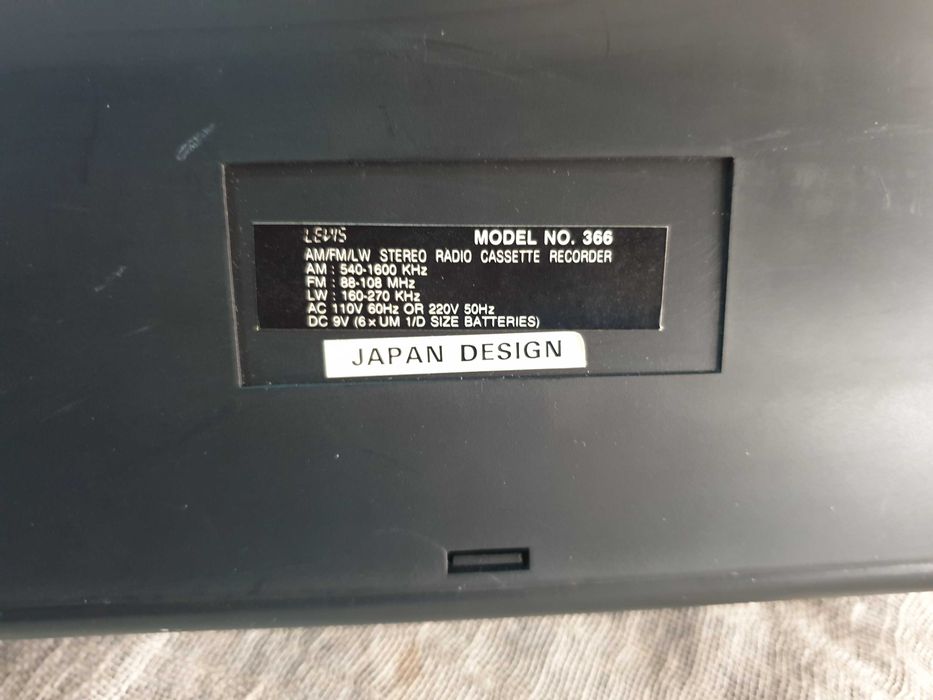 LEWIS MODEL NO. 366
AM/FM/LW STEREO RADIO CASSETTE RECORDER
AM : 540-1600 KHz
FM : 88-108 MHz
LW : 160-270 KHz
AC 110V 60Hz OR 220V 50Hz
DC 9V (6 x UM 1/D SIZE BATTERIES)
JAPAN DESIGN